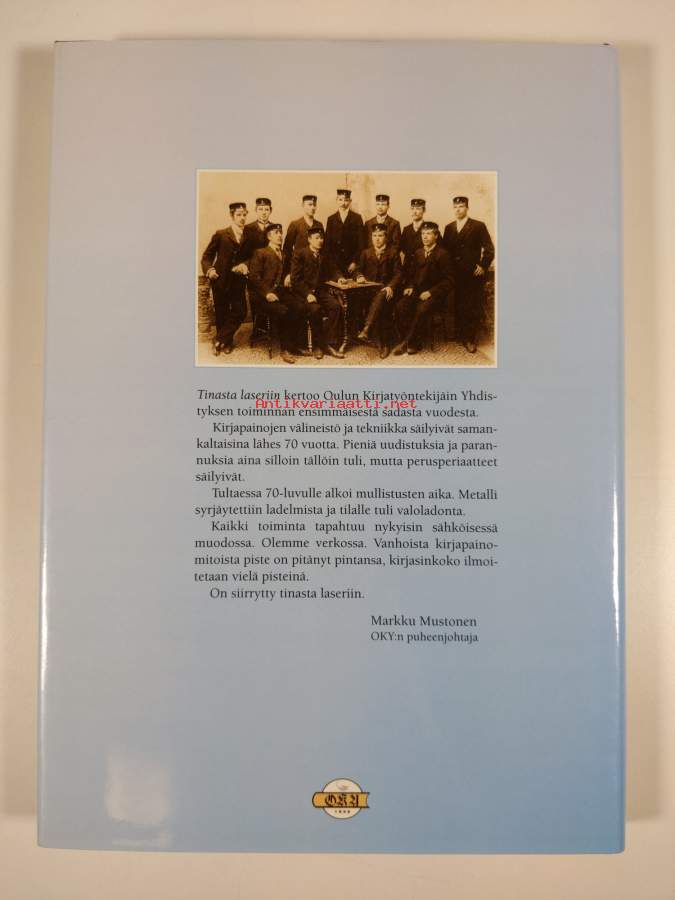 Tinasta laseriin kertoo Oulun Kirjatyöntekijäin Yhdis-
Antikvariaatti.net
tyksen toiminnan ensimmäisestä sadasta vuodesta.
Kirjapainojen välineistö ja tekniikka säilyivät saman-
kaltaisina lähes 70 vuotta. Pieniä uudistuksia ja paran-
nuksia aina silloin tällöin tuli, mutta perusperiaatteet
säilyivät.
Tultaessa 70-luvulle alkoi mullistusten aika. Metalli
syrjäytettiin ladelmista ja tilalle tuli valoladonta.
Kaikki toiminta tapahtuu nykyisin sähköisessä
muodossa. Olemme verkossa. Vanhoista kirjapaino-
mitoista piste on pitänyt pintansa, kirjasinkoko ilmoi-
tetaan vielä pisteinä.
On siirrytty tinasta laseriin.
Markku Mustonen
OKY:n puheenjohtaja